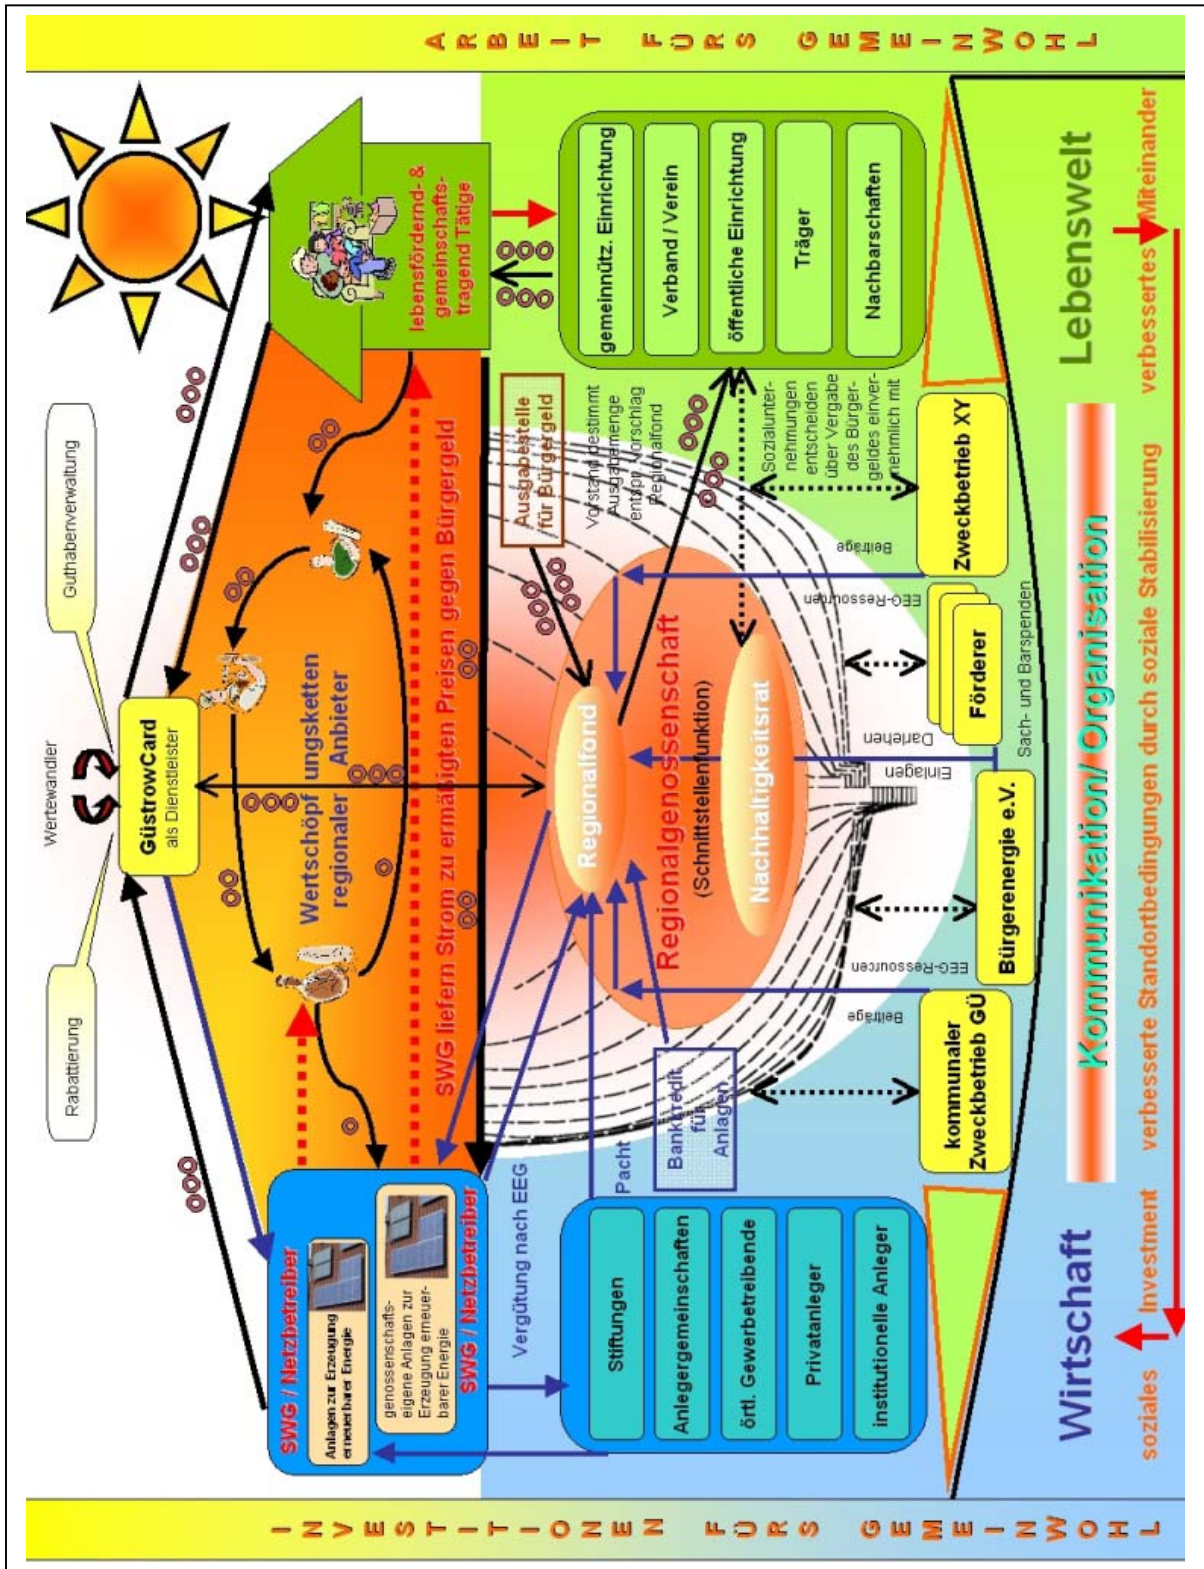 ARBEIT FÜRS GEMEINWOHL
INVESTITIONEN FÜRS GEMEINWOHL
Rabattierung
Wertewandler
Guthabenverwaltung
GüstrowCard
als Dienstleister
SWG / Netzbetreiber
Anlagen zur Erzeugung
erneuerbarer Energie
genossenschafts-
eigene Anlagen zur
Erzeugung erneuer-
barer Energie
SWG / Netzbetreiber
Wertschöpfungsketten
regionaler Anbieter
SWG liefern Strom zu ermäßigten Preisen gegen Bürgergeld
lebensfördernd- &
gemeinschafts-
tragend Tätige
Vergütung nach EEG
Pacht
Bankkredit
für
Anlagen
Ausgabestelle
für Bürgergeld
Vorstand bestimmt
Ausgabemenge
entspr. Vorschlag
Regionalfond
Regionalfond
Regionalgenossenschaft
(Schnittstellenfunktion)
Nachhaltigkeitsrat
Stiftungen
Anlegergemeinschaften
örtl. Gewerbetreibende
Privatanleger
institutionelle Anleger
gemeinnütz. Einrichtung
Verband / Verein
öffentliche Einrichtung
Träger
Nachbarschaften
Sozialunter-
nehmungen
entscheiden
über Vergabe
des Bürger-
geldes einver-
nehmlich mit
Beiträge
EEG-Ressourcen
Einlagen
Darlehen
EEG-Ressourcen
Beiträge
kommunaler
Zweckbetrieb GÜ
Bürgerenergie e.V.
Förderer
Zweckbetrieb XY
Sach- und Barspenden
Wirtschaft
Kommunikation/ Organisation
Lebenswelt
soziales Investment verbesserte Standortbedingungen durch soziale Stabilisierung verbessertes Miteinander